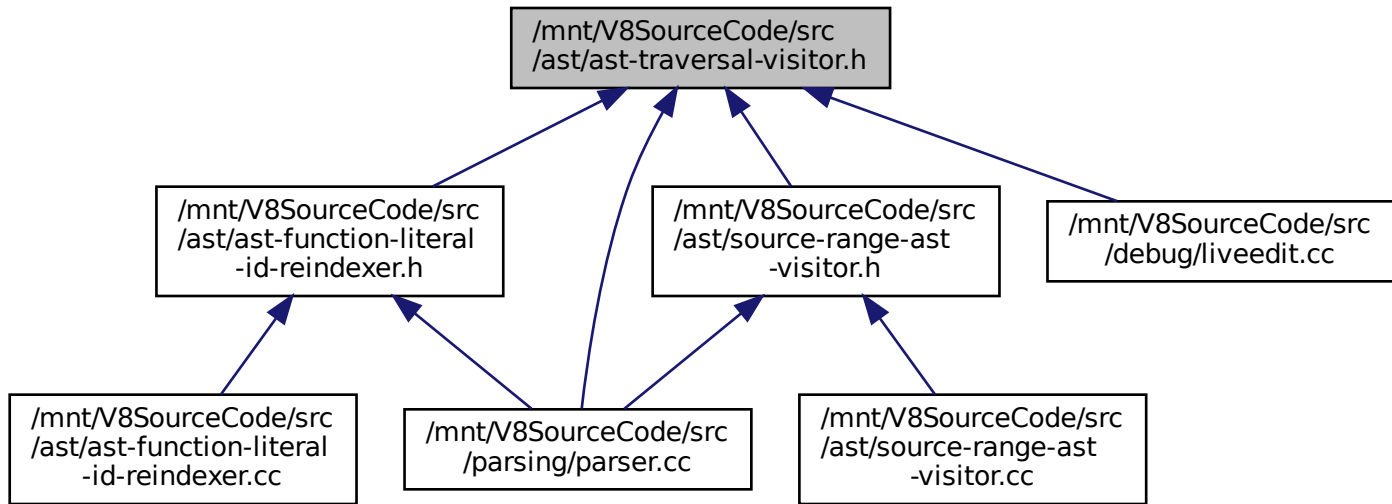 /mnt/V8SourceCode/src
/ast/ast-traversal-visitor.h
/mnt/V8SourceCode/src
/ast/ast-function-literal
-id-reindexer.h
/mnt/V8SourceCode/src
/ast/source-range-ast
-visitor.h
/mnt/V8SourceCode/src
/debug/liveedit.cc
/mnt/V8SourceCode/src
/ast/ast-function-literal
-id-reindexer.cc
/mnt/V8SourceCode/src
/parsing/parser.cc
/mnt/V8SourceCode/src
/ast/source-range-ast
-visitor.cc